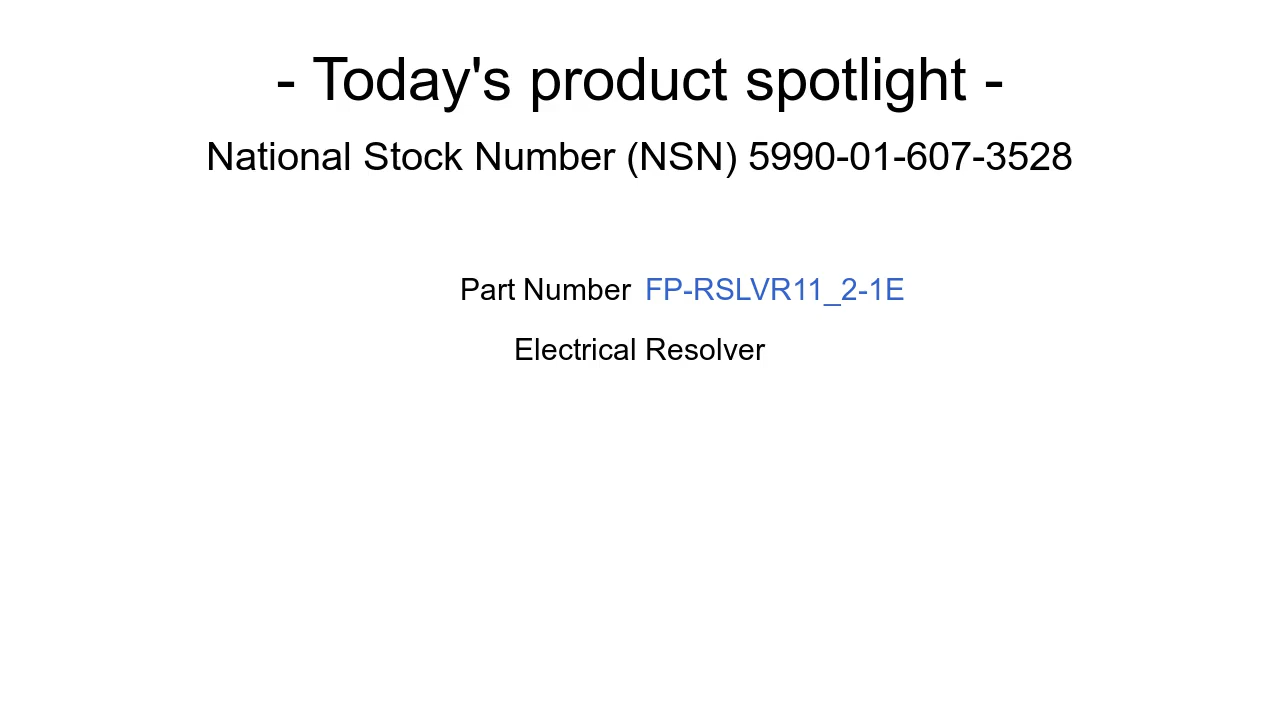 - Today's product spotlight -
National Stock Number (NSN) 5990-01-607-3528
Part Number FP-RSLVR11_2-1E
Electrical Resolver